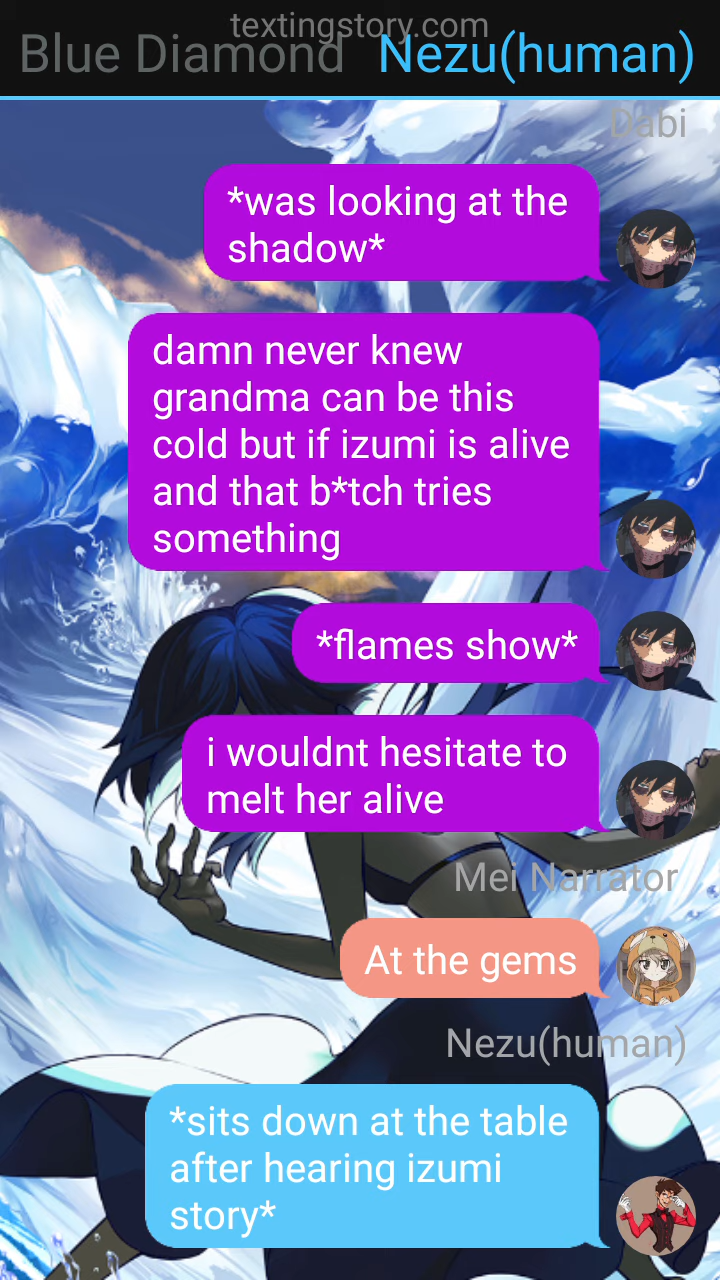 textingstory.com
Blue Diamond Nezu(human)
Dabi
*was looking at the
shadow*
damn never knew
grandma can be this
cold but if izumi is alive
and that b*tch tries
something
*flames show*
i wouldnt hesitate to
melt her alive
Mei Narrator
At the gems
Nezu(human)
*sits down at the table
after hearing izumi
story*